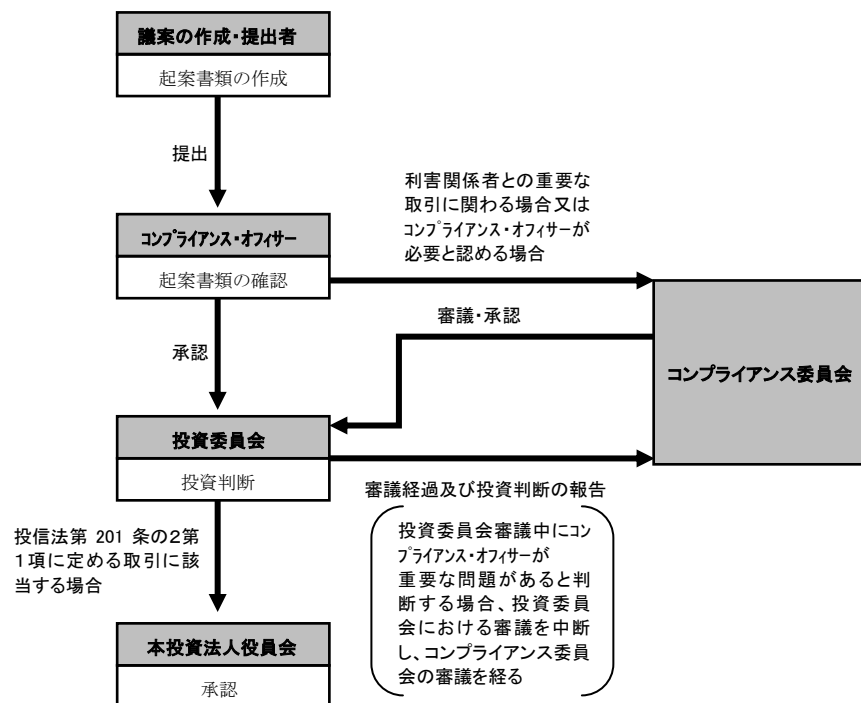 議案の作成・提出者
起案書類の作成
提出
利害関係者との重要な
取引に関わる場合又は
コンプライアンス・オフィサーが
必要と認める場合
コンプライアンス・オフィサー
起案書類の確認
審議・承認
承認
コンプライアンス委員会
投資委員会
投資判断
審議経過及び投資判断の報告
投信法第 201 条の2第
1項に定める取引に該
当する場合
投資委員会審議中にコン
プライアンス・オフィサーが
重要な問題があると判
断する場合、投資委員
会における審議を中断
し、コンプライアンス委員
会の審議を経る
本投資法人役員会
承認